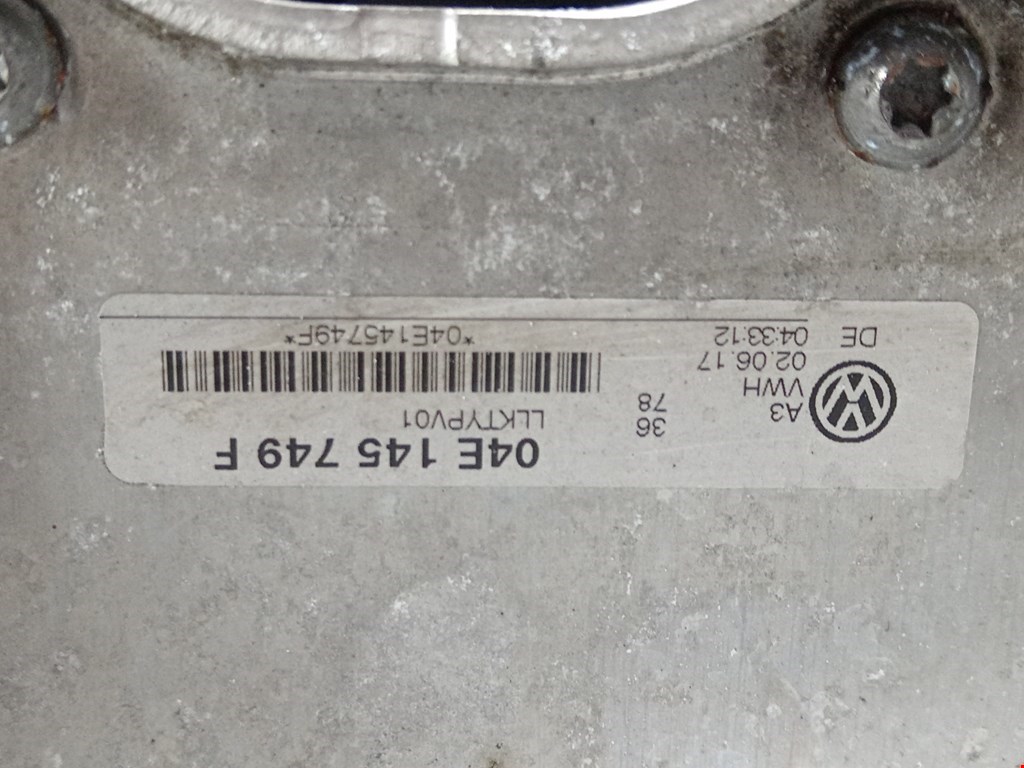 04E 145 749 F
LLKTYPV01
*04E145749F*
36
78
A3
VWH
02.06.17
04:33:12
DE